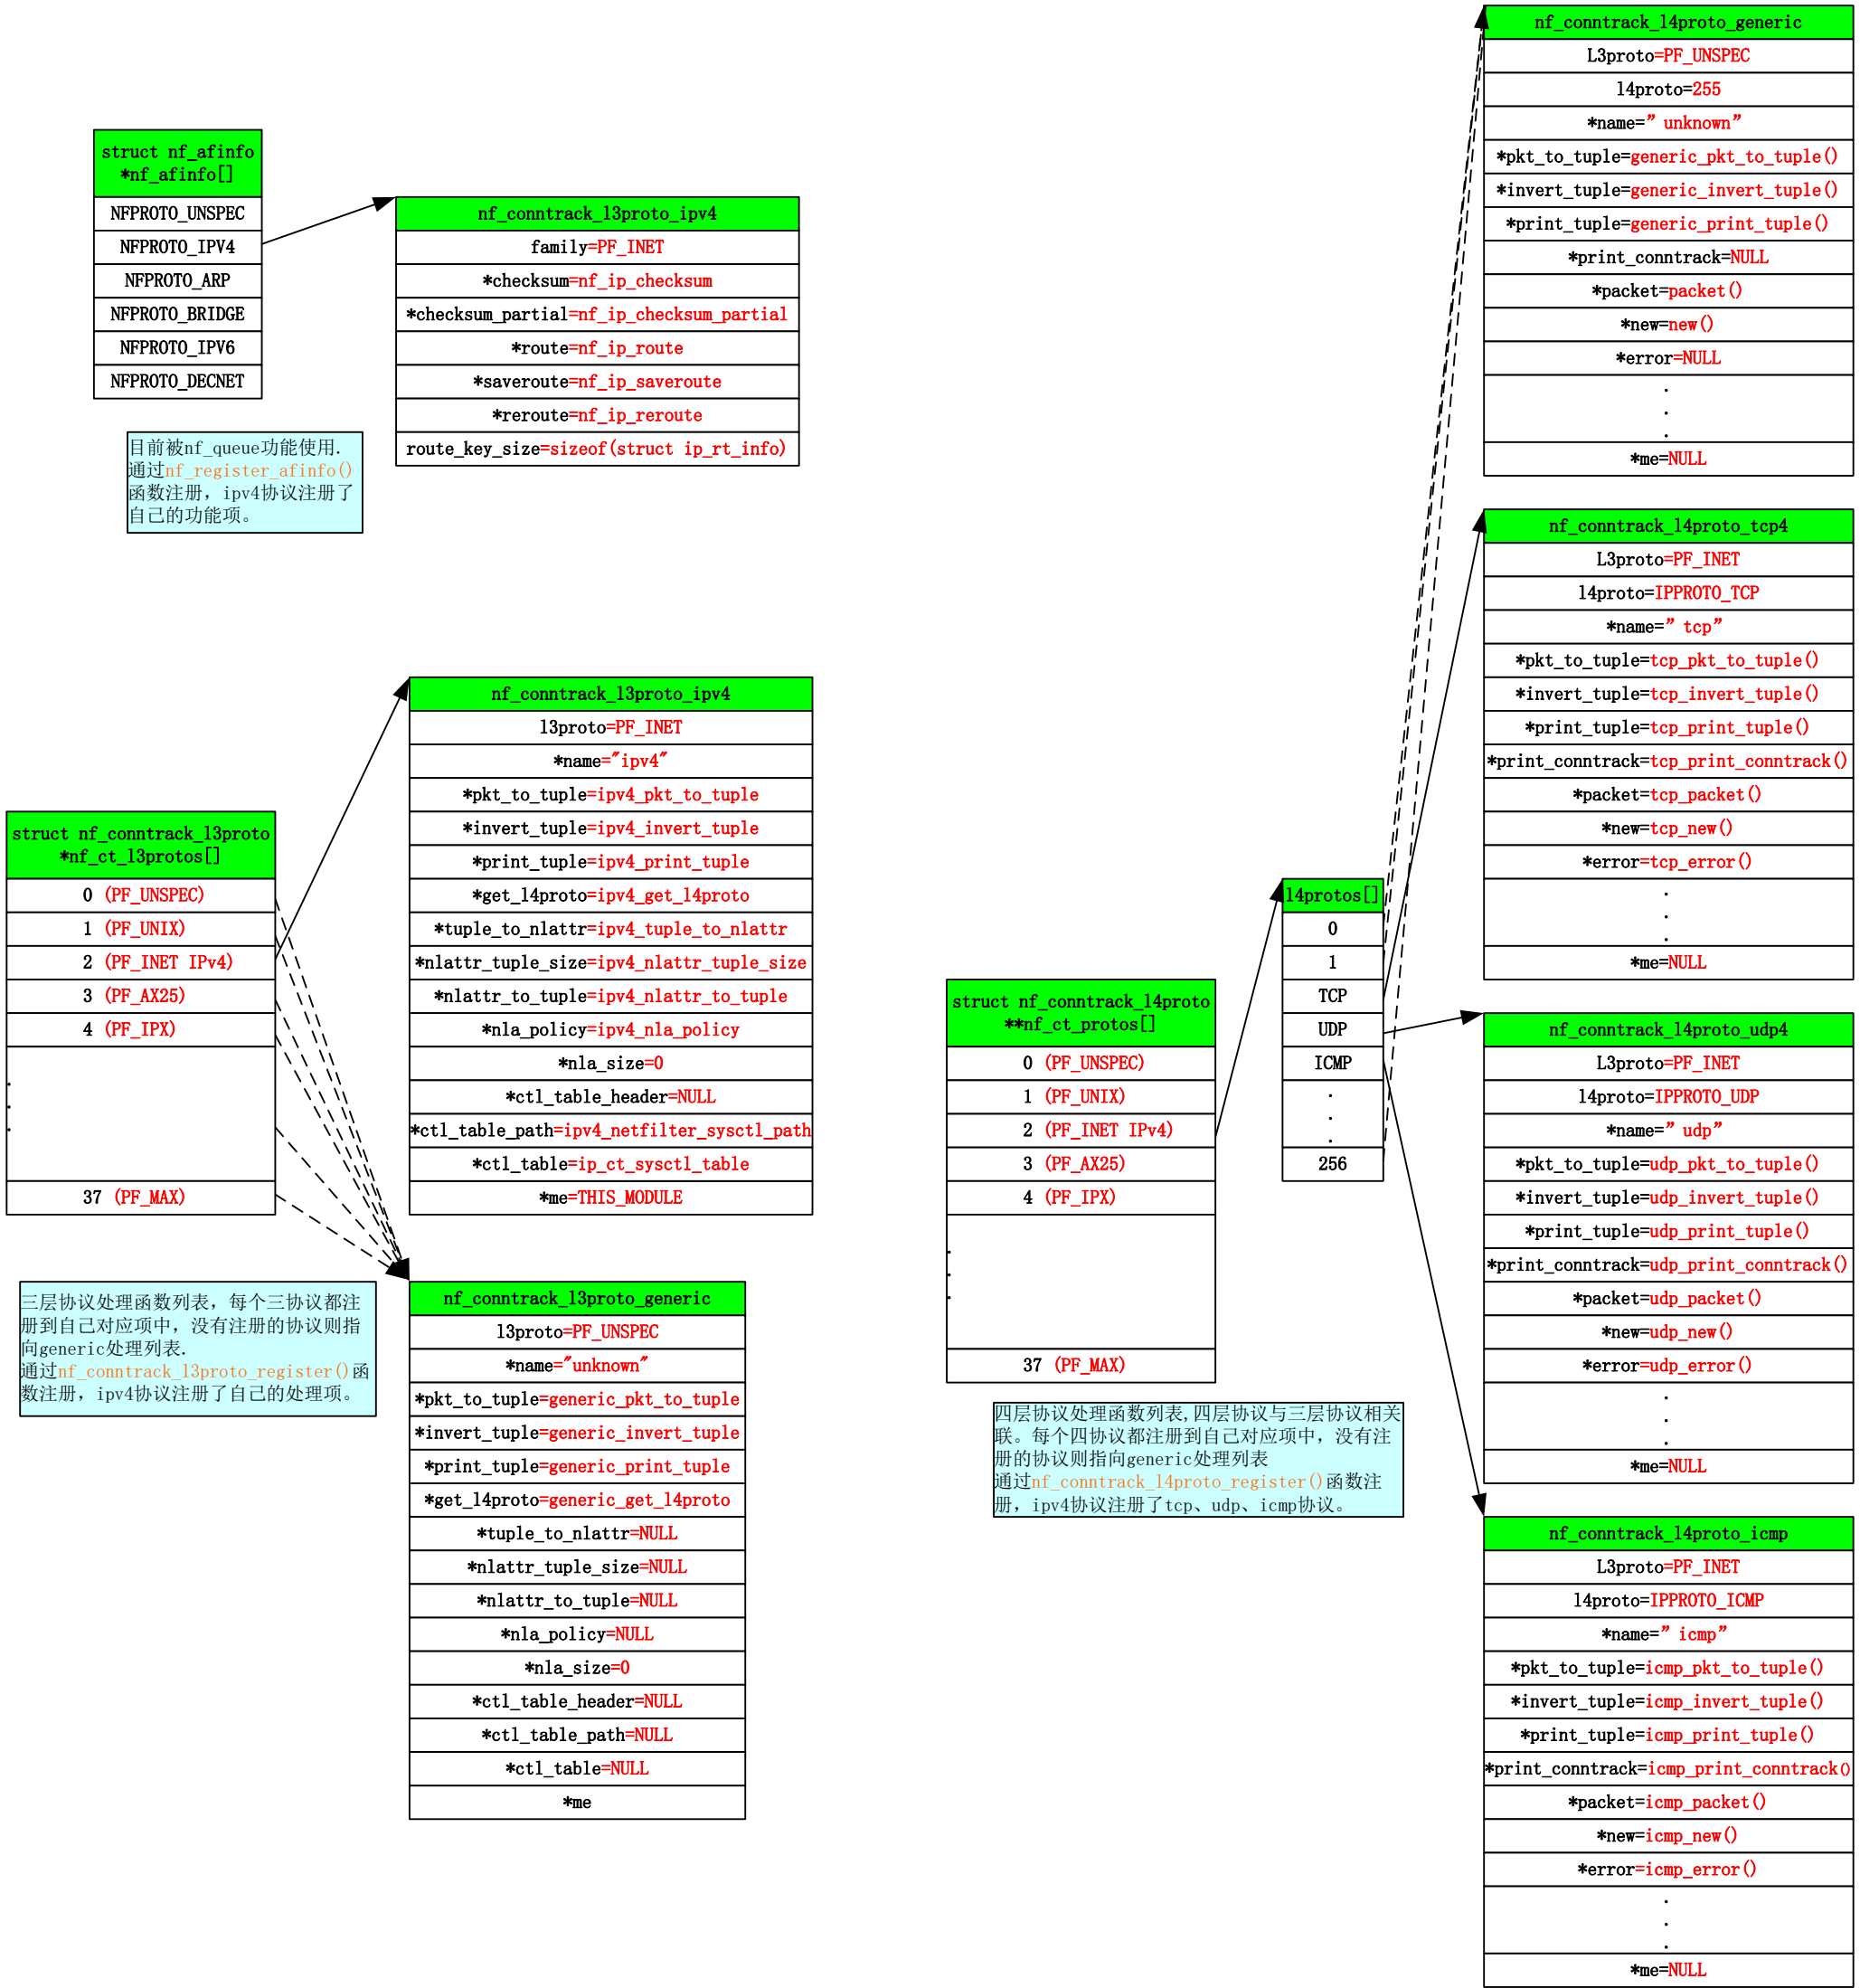 struct nf_afinfo
*nf_afinfo[]
NFPROTO_UNSPEC
NFPROTO_IPV4
NFPROTO_ARP
NFPROTO_BRIDGE
NFPROTO_IPV6
NFPROTO_DECNET
目前被nf_queue功能使用.
通过nf_register_afinfo()
函数注册，ipv4协议注册了
自己的功能项。
nf_conntrack_l3proto_ipv4
family=PF_INET
*checksum=nf_ip_checksum
*checksum_partial=nf_ip_checksum_partial
*route=nf_ip_route
*saveroute=nf_ip_saveroute
*reroute=nf_ip_reroute
route_key_size=sizeof(struct ip_rt_info)
struct nf_conntrack_l3proto
*nf_ct_l3protos[]
0 (PF_UNSPEC)
1 (PF_UNIX)
2 (PF_INET IPv4)
3 (PF_AX25)
4 (PF_IPX)
.
.
.
37 (PF_MAX)
三层协议处理函数列表，每个三协议都注
册到自己对应项中，没有注册的协议则指
向generic处理列表.
通过nf_conntrack_l3proto_register()函
数注册，ipv4协议注册了自己的处理项。
nf_conntrack_l3proto_ipv4
l3proto=PF_INET
*name="ipv4"
*pkt_to_tuple=ipv4_pkt_to_tuple
*invert_tuple=ipv4_invert_tuple
*print_tuple=ipv4_print_tuple
*get_l4proto=ipv4_get_l4proto
*tuple_to_nlattr=ipv4_tuple_to_nlattr
*nlattr_tuple_size=ipv4_nlattr_tuple_size
*nlattr_to_tuple=ipv4_nlattr_to_tuple
*nla_policy=ipv4_nla_policy
*nla_size=0
*ctl_table_header=NULL
*ctl_table_path=ipv4_netfilter_sysctl_path
*ctl_table=ip_ct_sysctl_table
*me=THIS_MODULE
nf_conntrack_l3proto_generic
l3proto=PF_UNSPEC
*name="unknown"
*pkt_to_tuple=generic_pkt_to_tuple
*invert_tuple=generic_invert_tuple
*print_tuple=generic_print_tuple
*get_l4proto=generic_get_l4proto
*tuple_to_nlattr=NULL
*nlattr_tuple_size=NULL
*nlattr_to_tuple=NULL
*nla_policy=NULL
*nla_size=0
*ctl_table_header=NULL
*ctl_table_path=NULL
*ctl_table=NULL
*me
struct nf_conntrack_l4proto
**nf_ct_protos[]
0 (PF_UNSPEC)
1 (PF_UNIX)
2 (PF_INET IPv4)
3 (PF_AX25)
4 (PF_IPX)
.
.
.
37 (PF_MAX)
四层协议处理函数列表,四层协议与三层协议相关
联。每个四协议都注册到自己对应项中，没有注
册的协议则指向generic处理列表
通过nf_conntrack_l4proto_register()函数注
册，ipv4协议注册了tcp、udp、icmp协议。
l4protos[]
0
1
TCP
UDP
ICMP
.
.
.
256
nf_conntrack_l4proto_generic
L3proto=PF_UNSPEC
l4proto=255
*name=” unknown”
*pkt_to_tuple=generic_pkt_to_tuple()
*invert_tuple=generic_invert_tuple()
*print_tuple=generic_print_tuple()
*print_conntrack=NULL
*packet=packet()
*new=new()
*error=NULL
.
.
.
*me=NULL
nf_conntrack_l4proto_tcp4
L3proto=PF_INET
l4proto=IPPROTO_TCP
*name=” tcp”
*pkt_to_tuple=tcp_pkt_to_tuple()
*invert_tuple=tcp_invert_tuple()
*print_tuple=tcp_print_tuple()
*print_conntrack=tcp_print_conntrack()
*packet=tcp_packet()
*new=tcp_new()
*error=tcp_error()
.
.
.
*me=NULL
nf_conntrack_l4proto_udp4
L3proto=PF_INET
l4proto=IPPROTO_UDP
*name=” udp”
*pkt_to_tuple=udp_pkt_to_tuple()
*invert_tuple=udp_invert_tuple()
*print_tuple=udp_print_tuple()
*print_conntrack=udp_print_conntrack()
*packet=udp_packet()
*new=udp_new()
*error=udp_error()
.
.
.
*me=NULL
nf_conntrack_l4proto_icmp
L3proto=PF_INET
l4proto=IPPROTO_ICMP
*name=” icmp”
*pkt_to_tuple=icmp_pkt_to_tuple()
*invert_tuple=icmp_invert_tuple()
*print_tuple=icmp_print_tuple()
*print_conntrack=icmp_print_conntrack()
*packet=icmp_packet()
*new=icmp_new()
*error=icmp_error()
.
.
.
*me=NULL